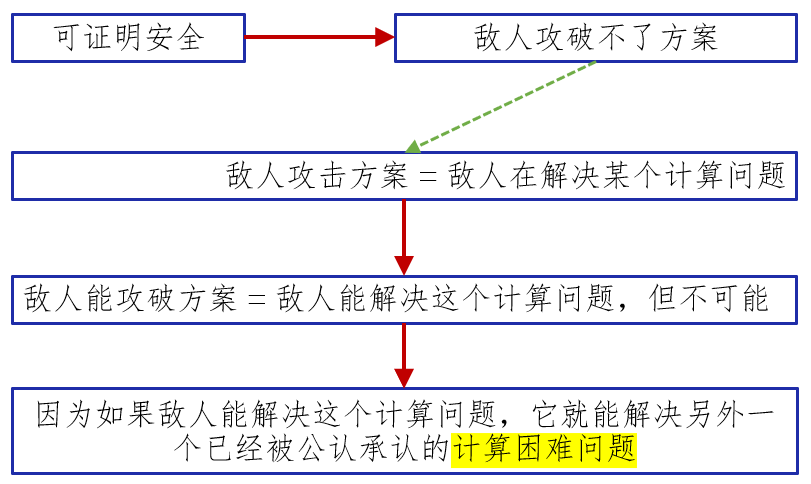 可证明安全
敌人攻破不了方案
敌人攻击方案 = 敌人在解决某个计算问题
敌人能攻破方案 = 敌人能解决这个计算问题，但不可能
因为如果敌人能解决这个计算问题，它就能解决另外一
个已经被公认承认的计算困难问题